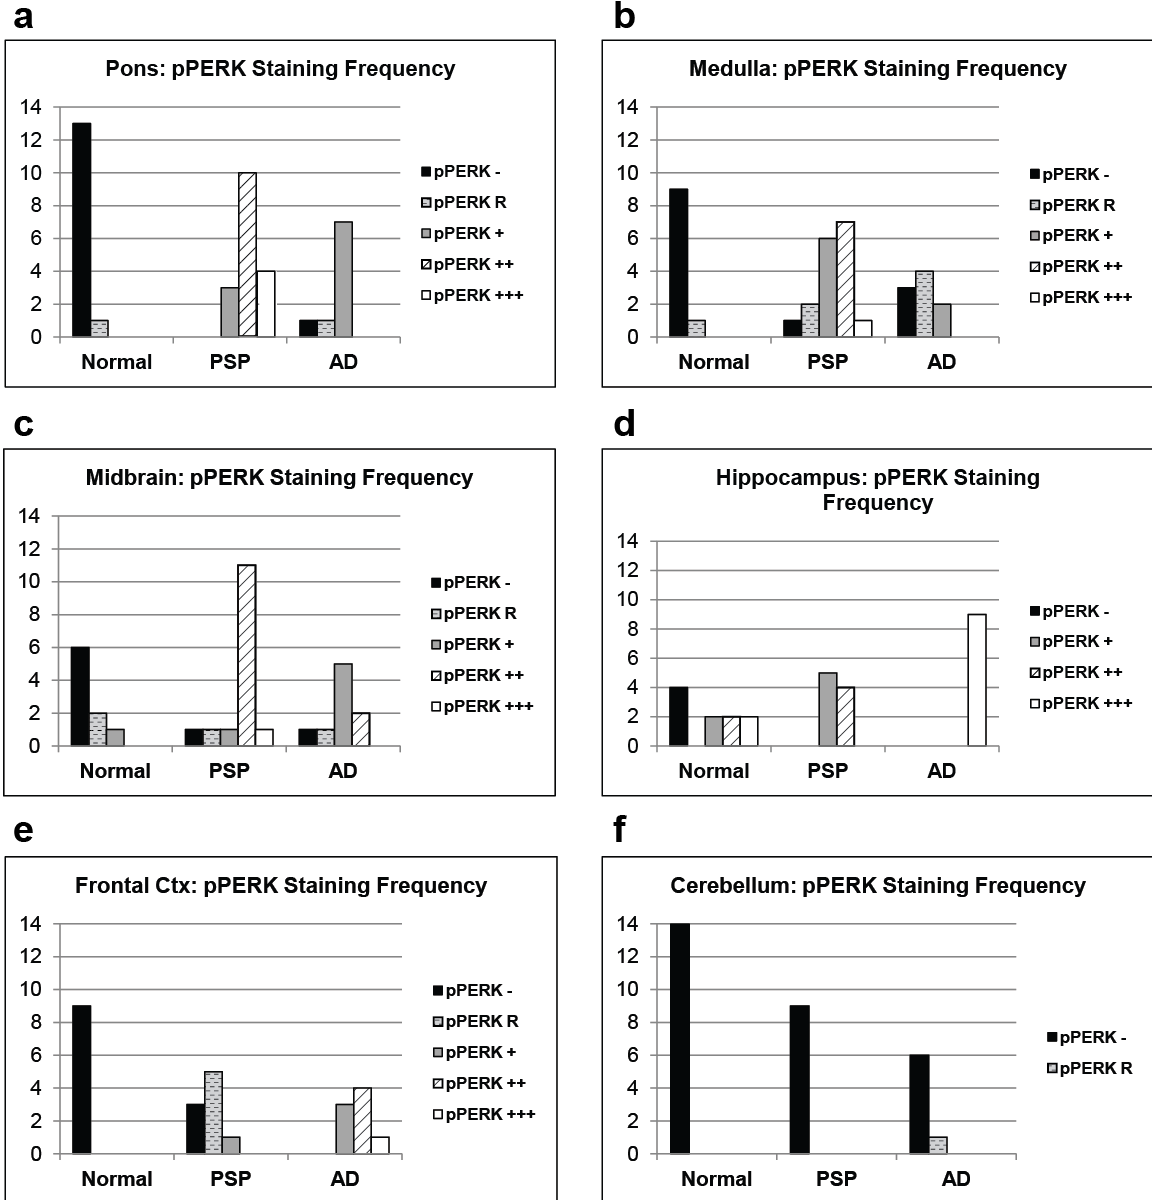 a
Pons: pPERK Staining Frequency
14
12
10
8
6
4
2
0
Normal PSP AD
pPERK -
pPERK R
pPERK +
pPERK ++
pPERK +++
b
Medulla: pPERK Staining Frequency
14
12
10
8
6
4
2
0
Normal PSP AD
pPERK -
pPERK R
pPERK +
pPERK ++
pPERK +++
c
Midbrain: pPERK Staining Frequency
14
12
10
8
6
4
2
0
Normal PSP AD
pPERK -
pPERK R
pPERK +
pPERK ++
pPERK +++
d
Hippocampus: pPERK Staining
Frequency
14
12
10
8
6
4
2
0
Normal PSP AD
pPERK -
pPERK +
pPERK ++
pPERK +++
e
Frontal Ctx: pPERK Staining Frequency
14
12
10
8
6
4
2
0
Normal PSP AD
pPERK -
pPERK R
pPERK +
pPERK ++
pPERK +++
f
Cerebellum: pPERK Staining Frequency
14
12
10
8
6
4
2
0
Normal PSP AD
pPERK -
pPERK R